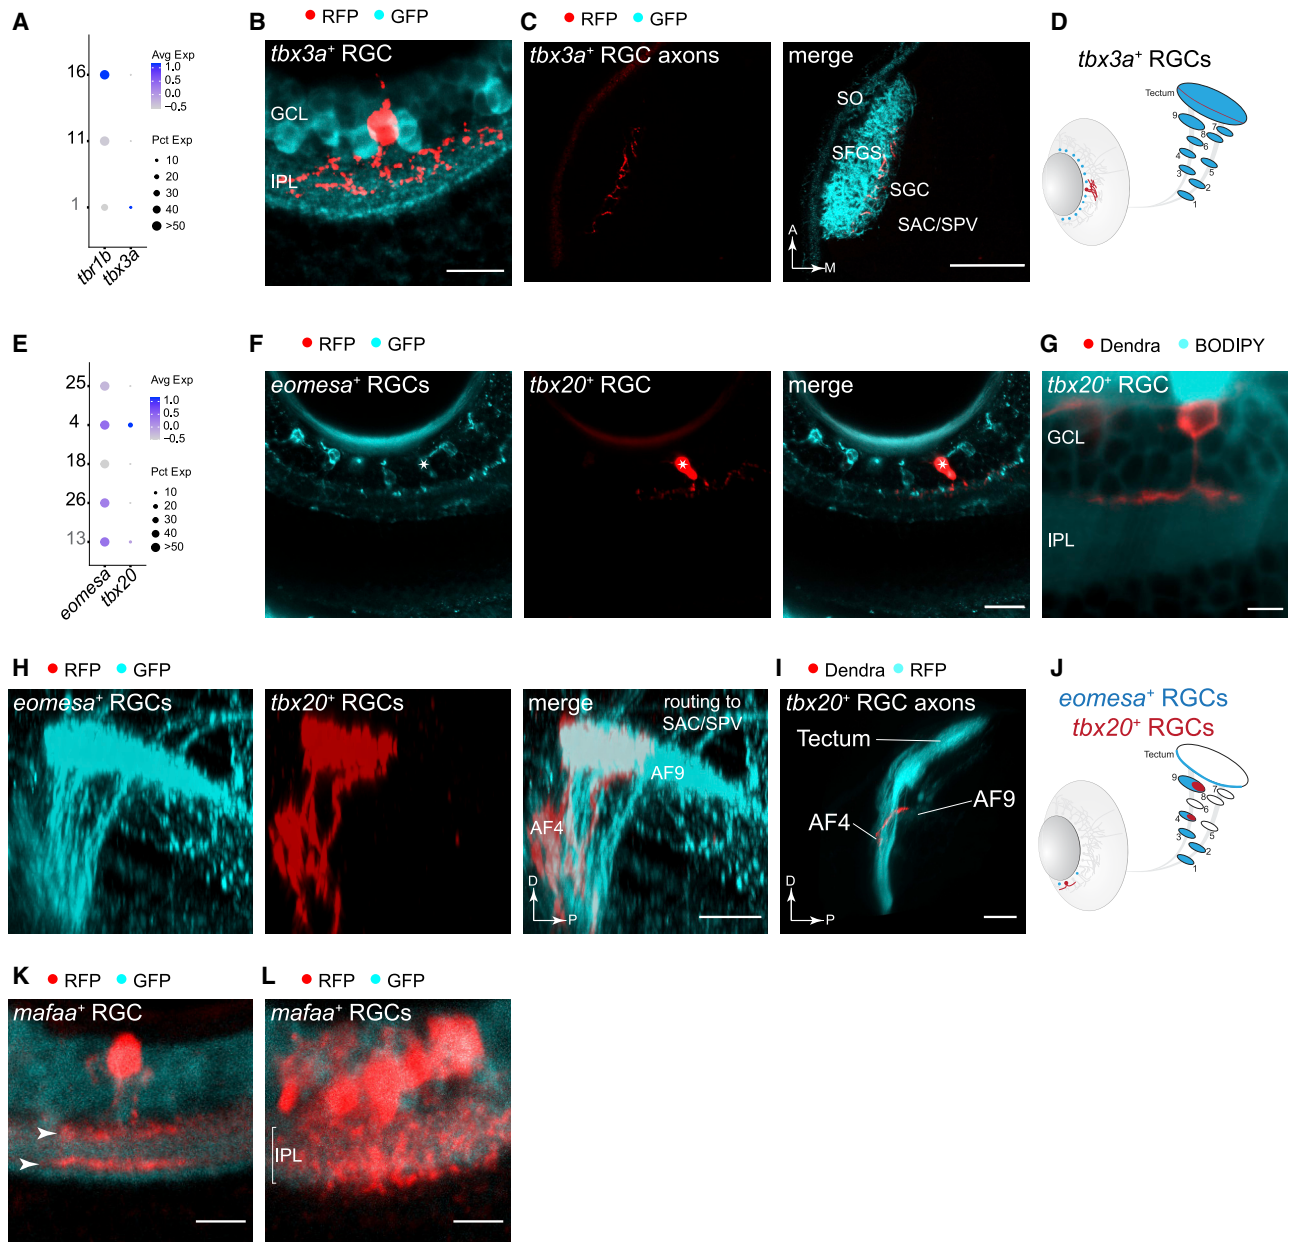 A
Avg Exp
1.0
0.5
0.0
−0.5
Pct Exp
10
20
30
40
>50
16
11
1
tbr1b
tbx3a
B
RFP GFP
tbx3a+ RGC
GCL
IPL
C
RFP GFP
tbx3a+ RGC axons
merge
SO
SFGS
SGC
SAC/SPV
A
M
D
tbx3a+ RGCs
Tectum
9
8
7
6
4
5
3
2
1
E
Avg Exp
1.0
0.5
0.0
−0.5
Pct Exp
10
20
30
40
>50
25
4
18
26
13
eomesa
tbx20
F
RFP GFP
eomesa+ RGCs
tbx20+ RGC
merge
G
Dendra BODIPY
tbx20+ RGC
GCL
IPL
H
RFP GFP
eomesa+ RGCs
tbx20+ RGCs
merge
routing to
SAC/SPV
AF9
AF4
D
P
I
Dendra RFP
tbx20+ RGC axons
Tectum
AF9
AF4
D
P
J
eomesa+ RGCs
tbx20+ RGCs
Tectum
9
8
7
6
4
5
3
2
1
K
RFP GFP
mafaa+ RGC
L
RFP GFP
mafaa+ RGCs
IPL